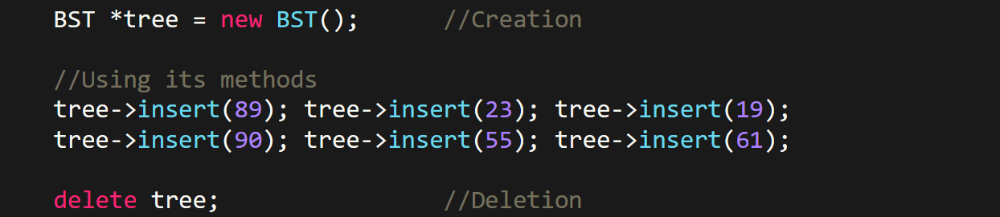 BST *tree = new BST();      //Creation
//Using its methods
tree->insert(89); tree->insert(23); tree->insert(19);
tree->insert(90); tree->insert(55); tree->insert(61);
delete tree;                //Deletion